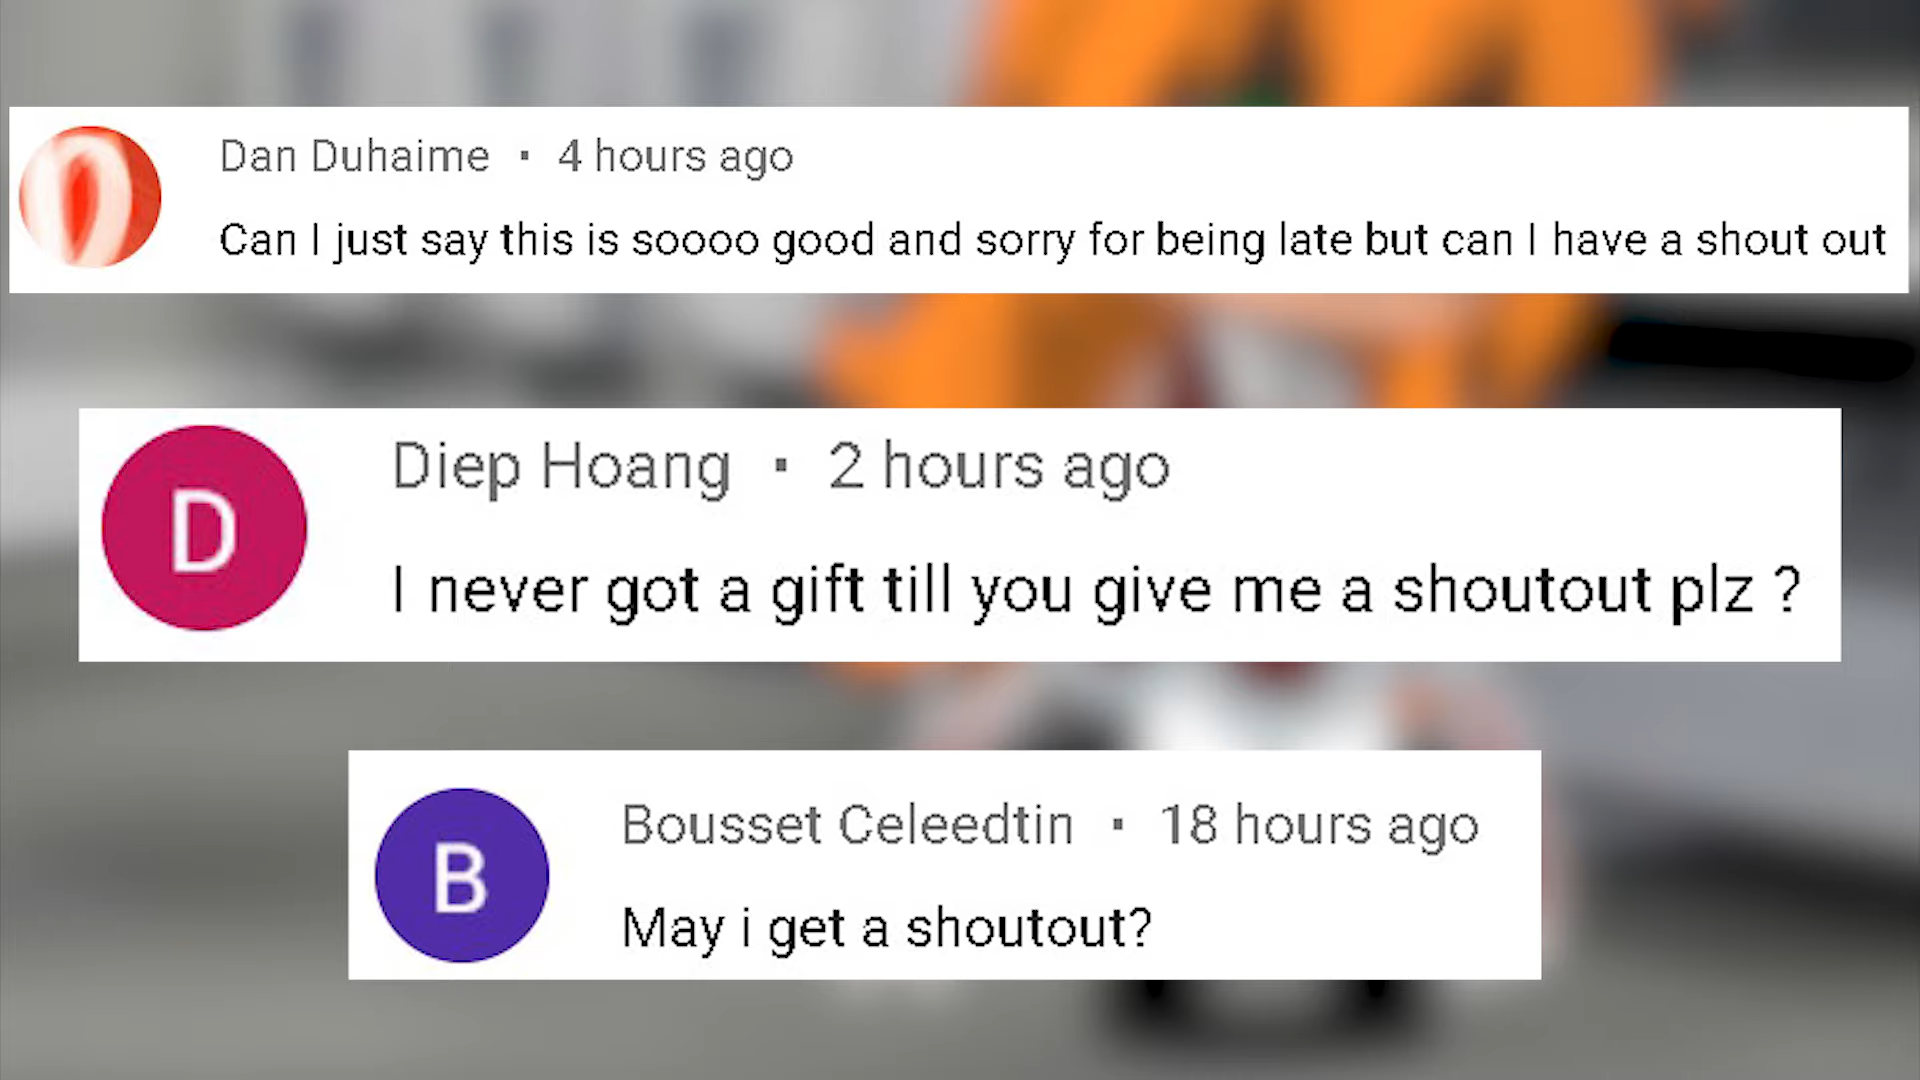 Dan Duhaime · 4 hours ago
Can I just say this is soooo good and sorry for being late but can I have a shout out
D
Diep Hoang · 2 hours ago
I never got a gift till you give me a shoutout plz ?
B
Bousset Celeedtin · 18 hours ago
May i get a shoutout?